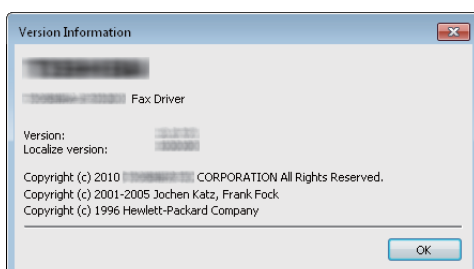 Version Information
Fax Driver
Version:
Localize version:
Copyright (c) 2010 CORPORATION All Rights Reserved.
Copyright (c) 2001-2005 Jochen Katz, Frank Fock
Copyright (c) 1996 Hewlett-Packard Company
OK